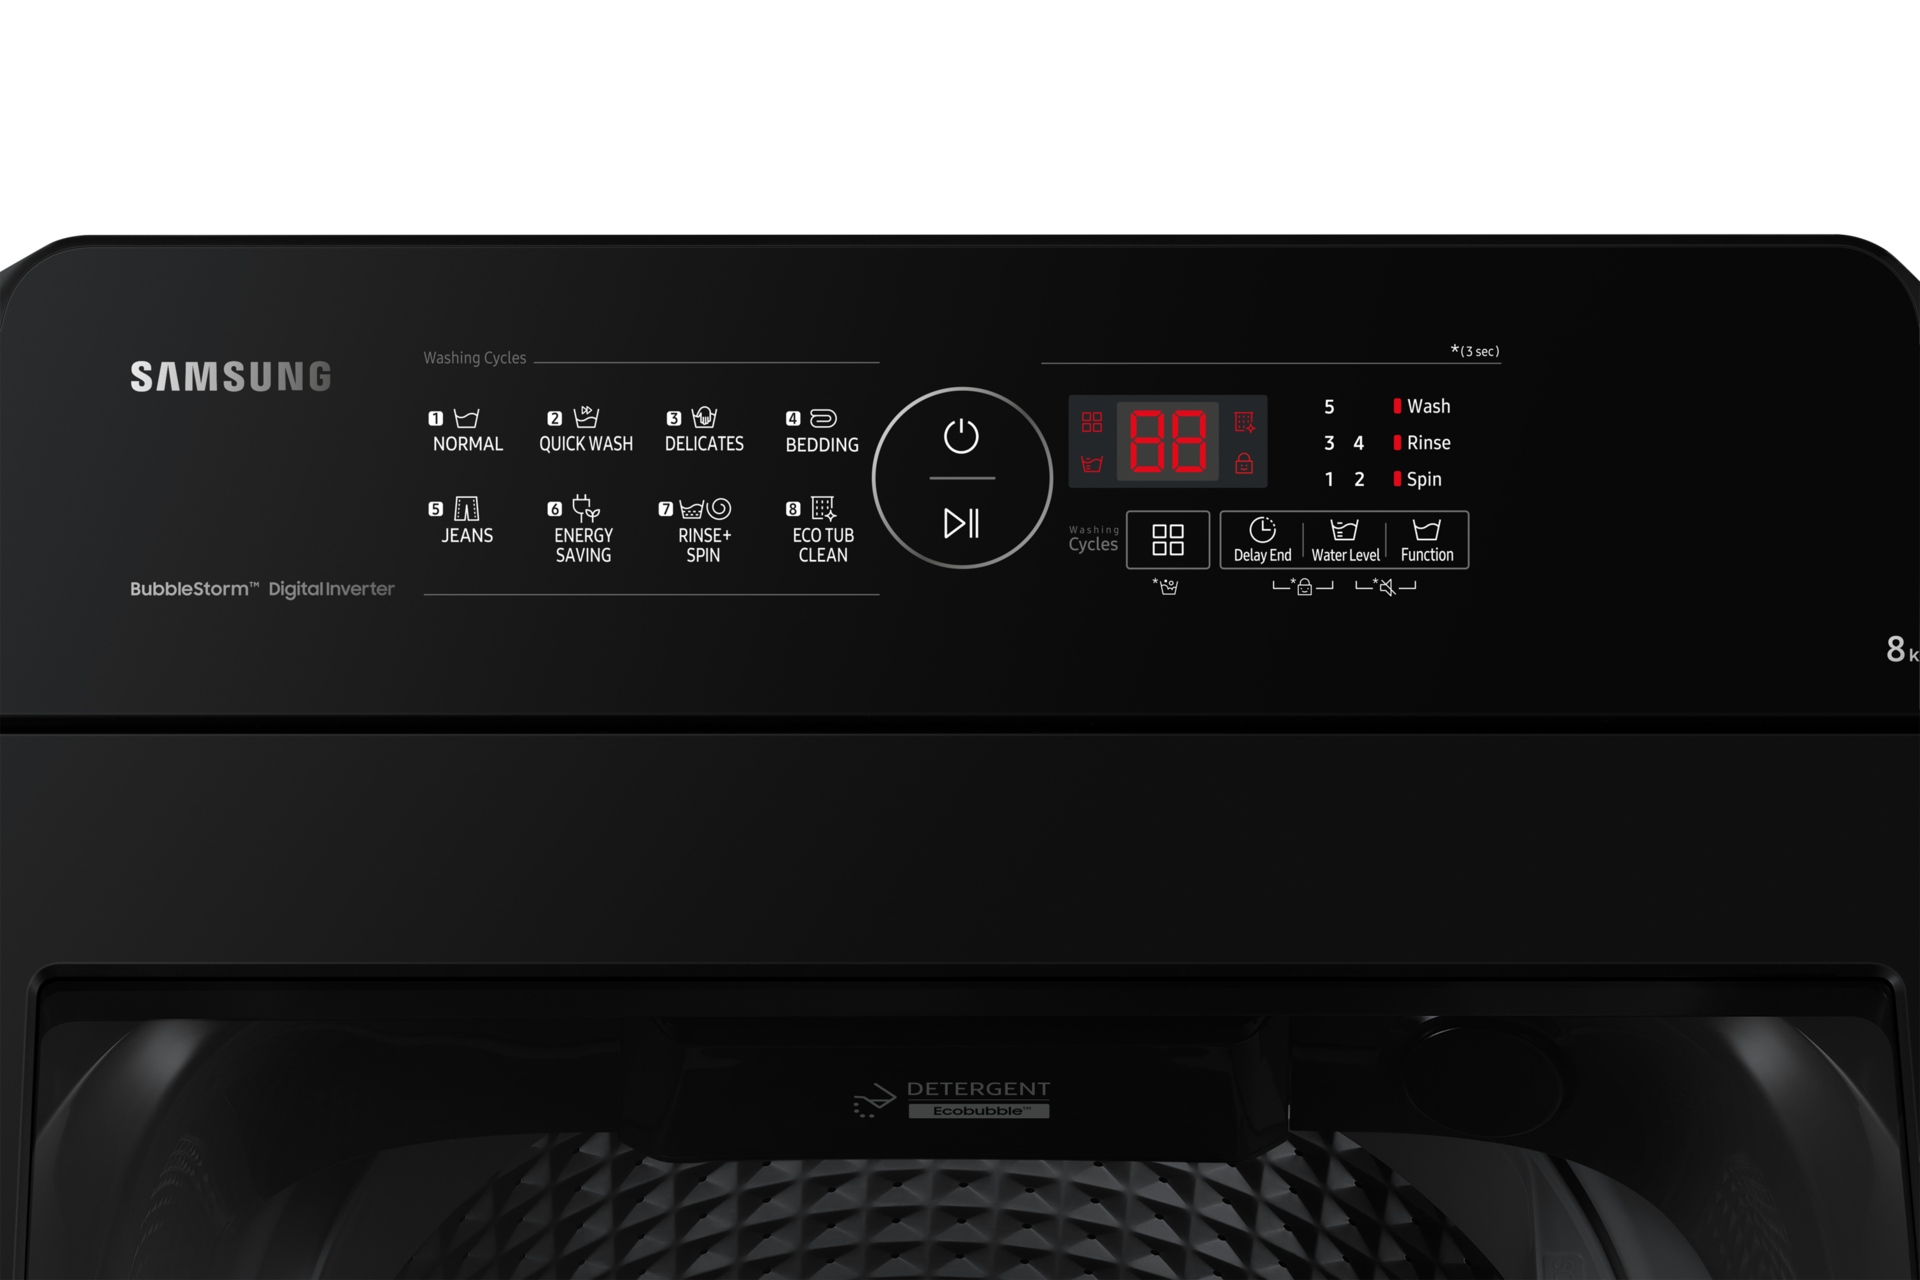 SAMSUNG
BubbleStorm™ Digital Inverter
Washing Cycles
1
NORMAL
2
QUICK WASH
3
DELICATES
4
BEDDING
5
JEANS
6
ENERGY
SAVING
7
RINSE+
SPIN
8
ECO TUB
CLEAN
*(3 sec)
88
5
3 4
1 2
Wash
Rinse
Spin
Washing
Cycles
Delay End
Water Level
Function
*
*
*
8k
DETERGENT
Ecobubble™